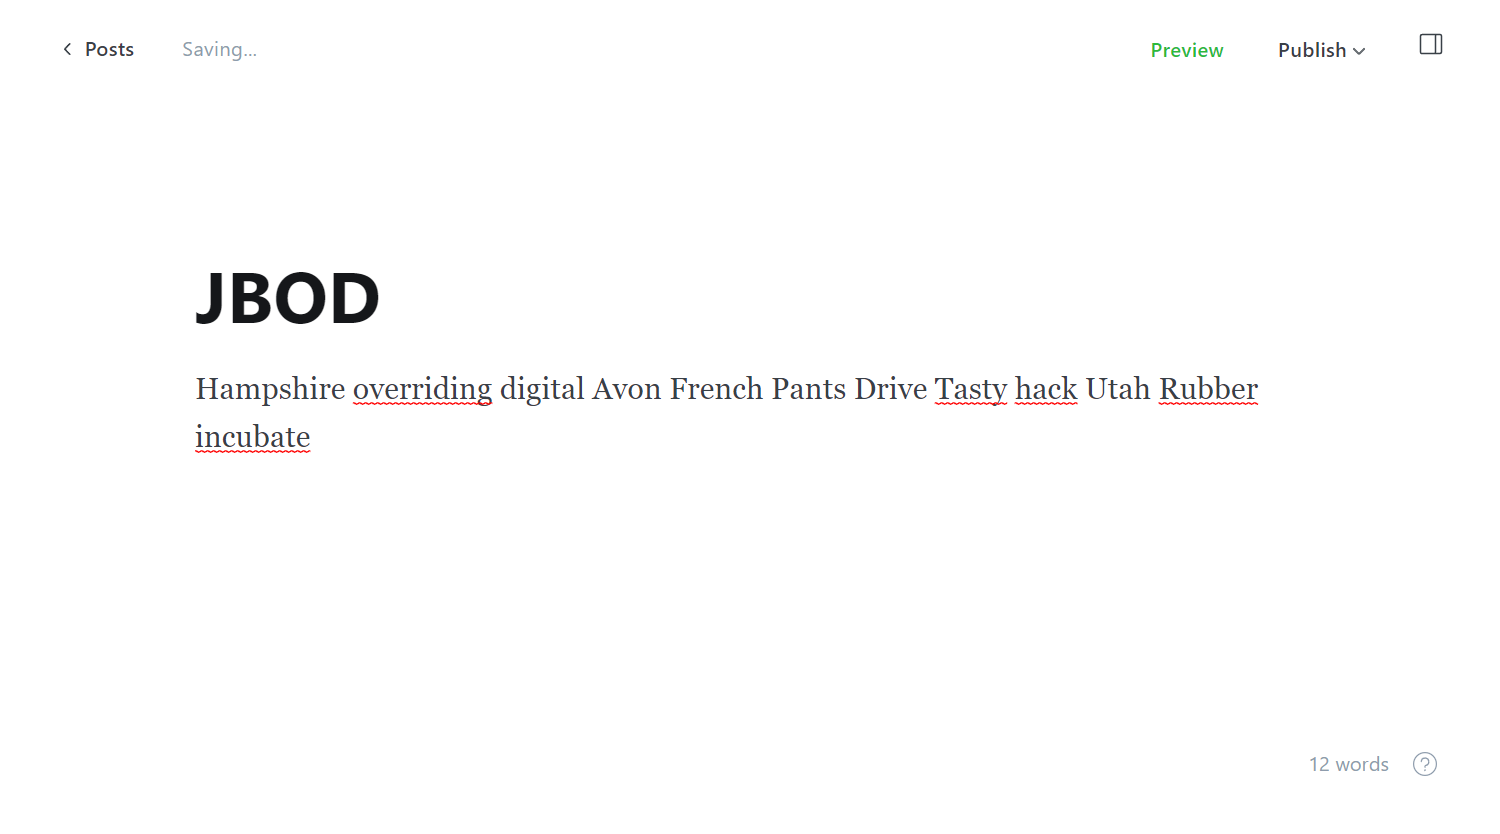 Posts
Saving...
Preview
Publish
JBOD
Hampshire overriding digital Avon French Pants Drive Tasty hack Utah Rubber
incubate
12 words
?